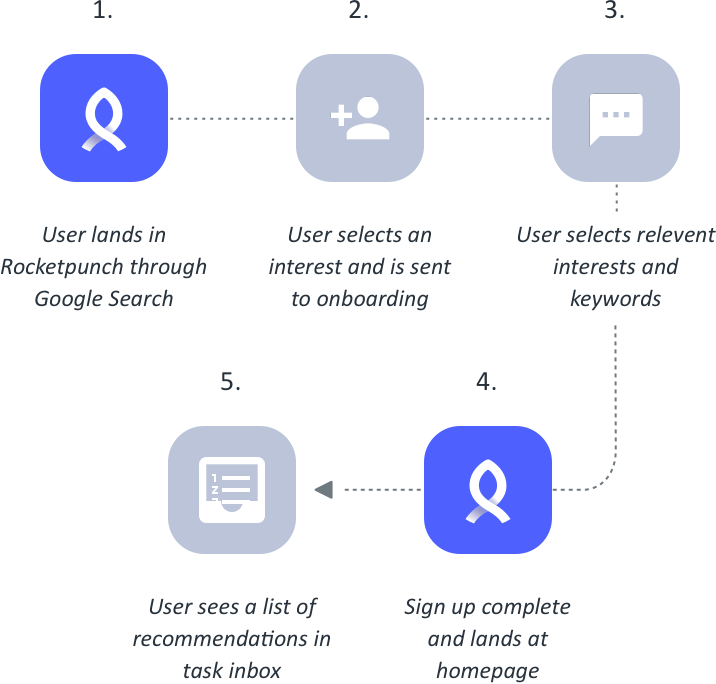 1.
2.
3.
User lands in
Rocketpunch through
Google Search
User selects an
interest and is sent
to onboarding
User selects relevent
interests and
keywords
5.
4.
1
2
User sees a list of
recommendations in
task inbox
Sign up complete
and lands at
homepage